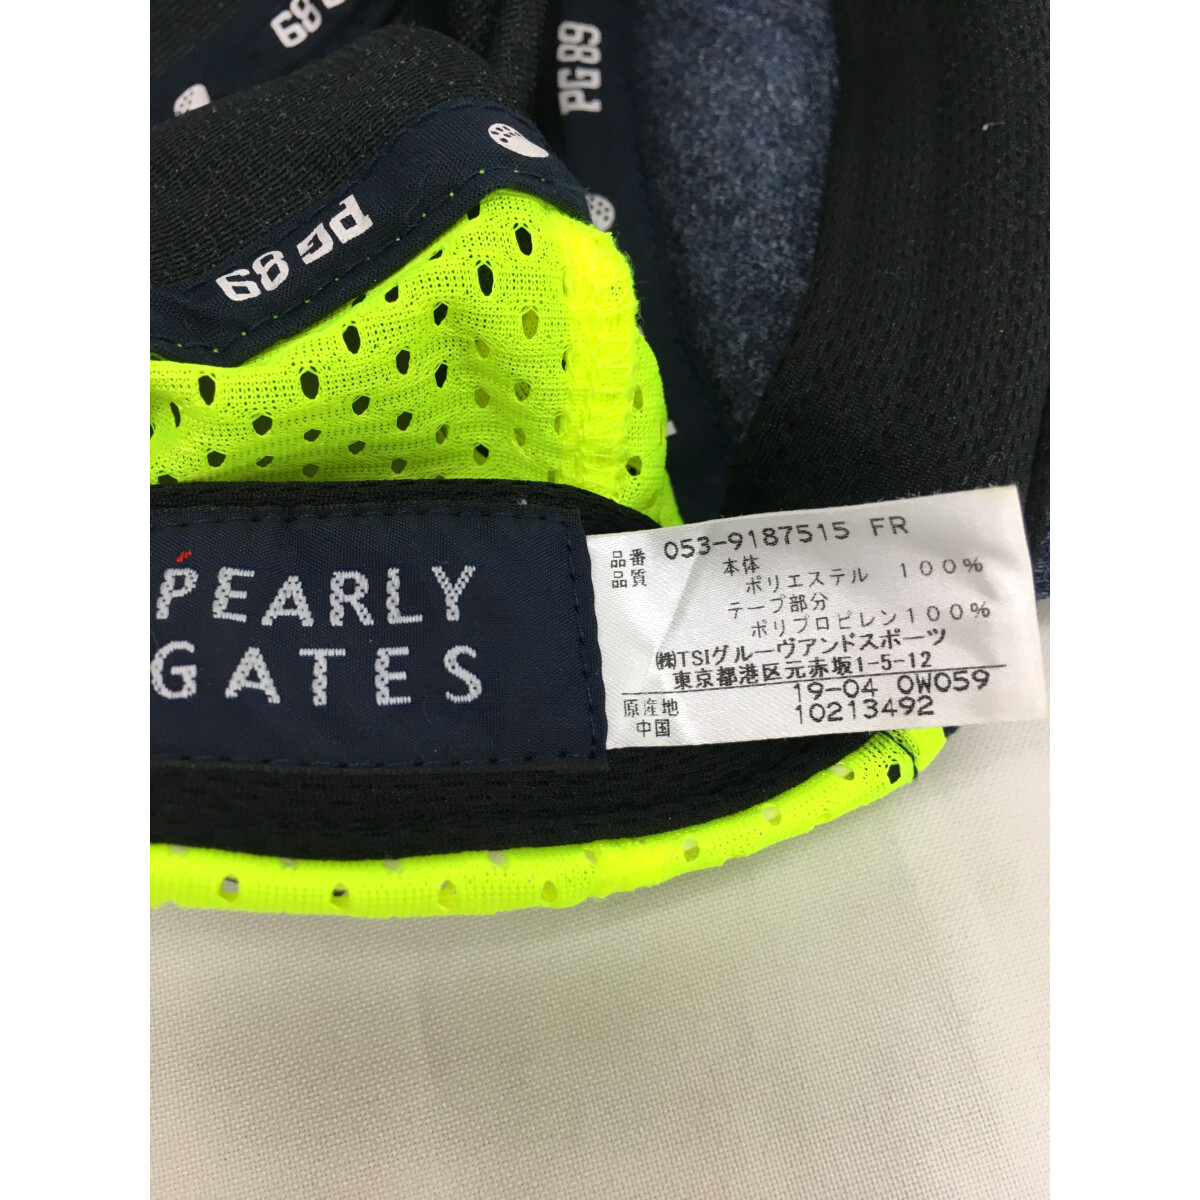 PG89
PG89
89
PEARLY
GATES
品番 053-9187515 FR
品質 本体
ポリエステル 100%
テープ部分
ポリプロピレン100%
㈱TSIグルーヴアンドスポーツ
東京都港区元赤坂1-5-12
19-04 0W059
原産地 10213492
中国